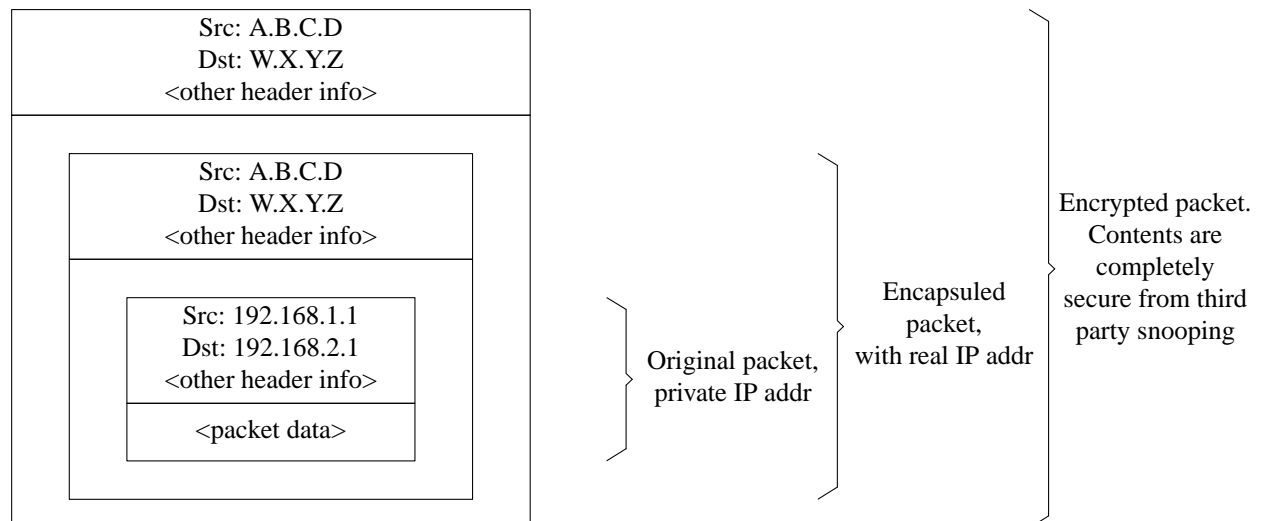 Src: A.B.C.D
Dst: W.X.Y.Z
<other header info>
Src: A.B.C.D
Dst: W.X.Y.Z
<other header info>
Src: 192.168.1.1
Dst: 192.168.2.1
<other header info>
<packet data>
Original packet,
private IP addr
Encapsuled
packet,
with real IP addr
Encrypted packet.
Contents are
completely
secure from third
party snooping